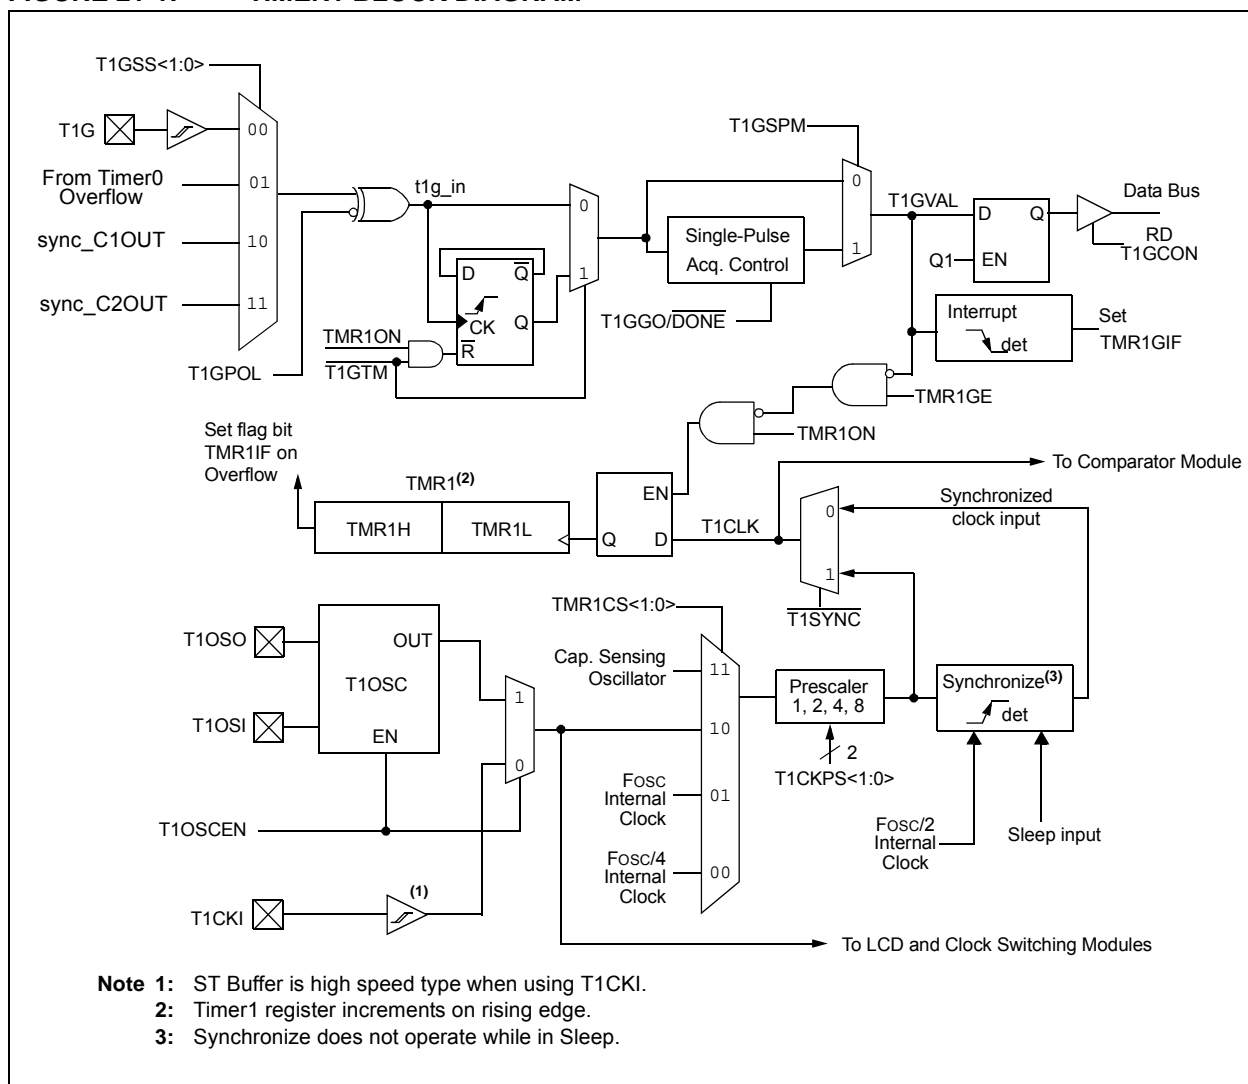 T1GSS<1:0>
T1G
00
From Timer0
Overflow
01
sync_C1OUT
10
sync_C2OUT
11
T1GPOL
t1g_in
D
Q
CK
Q
R
TMR1ON
T1GTM
0
1
T1GSPM
Single-Pulse
Acq. Control
T1GGO/DONE
0
1
T1GVAL
D
Q
Q1
EN
Data Bus
RD
T1GCON
Interrupt
det
Set
TMR1GIF
TMR1GE
TMR1ON
Set flag bit
TMR1IF on
Overflow
TMR1(2)
TMR1H
TMR1L
EN
Q
D
T1CLK
To Comparator Module
0
1
Synchronized
clock input
T1SYNC
T1OSO
T1OSI
OUT
T1OSC
EN
T1OSCEN
T1CKI
(1)
1
0
TMR1CS<1:0>
Cap. Sensing
Oscillator
11
10
FOSC
Internal
Clock
01
FOSC/4
Internal
Clock
00
Prescaler
1, 2, 4, 8
2
T1CKPS<1:0>
Synchronize(3)
det
FOSC/2
Internal
Clock
Sleep input
To LCD and Clock Switching Modules
Note 1: ST Buffer is high speed type when using T1CKI.
2: Timer1 register increments on rising edge.
3: Synchronize does not operate while in Sleep.